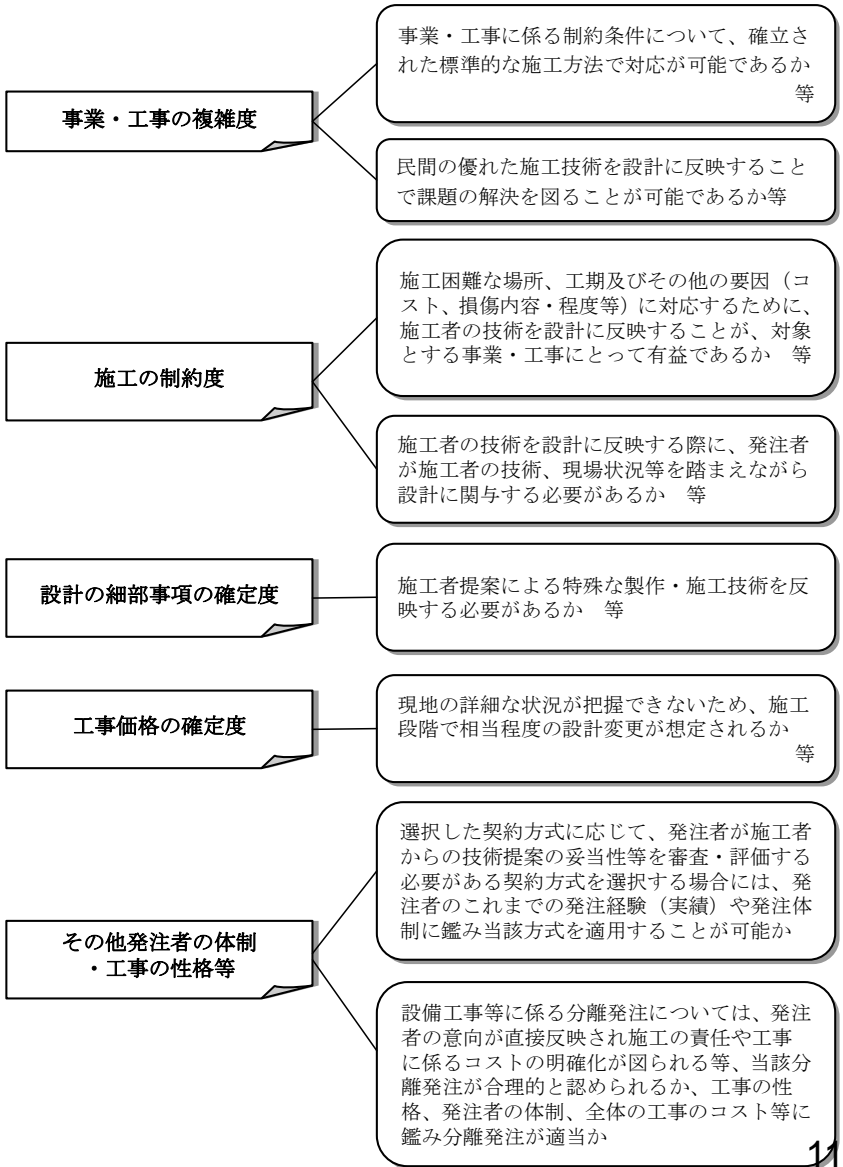 事業・工事の複雑度
事業・工事に係る制約条件について、確立さ
れた標準的な施工方法で対応が可能であるか
等
民間の優れた施工技術を設計に反映すること
で課題の解決を図ることが可能であるか等
施工の制約度
施工困難な場所、工期及びその他の要因（コ
スト、損傷内容・程度等）に対応するために、
施工者の技術を設計に反映することが、対象
とする事業・工事にとって有益であるか　等
施工者の技術を設計に反映する際に、発注者
が施工者の技術、現場状況等を踏まえながら
設計に関与する必要があるか　等
設計の細部事項の確定度
施工者提案による特殊な製作・施工技術を反
映する必要があるか　等
工事価格の確定度
現地の詳細な状況が把握できないため、施工
段階で相当程度の設計変更が想定されるか
等
その他発注者の体制
・工事の性格等
選択した契約方式に応じて、発注者が施工者
からの技術提案の妥当性等を審査・評価する
必要がある契約方式を選択する場合には、発
注者のこれまでの発注経験（実績）や発注体
制に鑑み当該方式を適用することが可能か
設備工事等に係る分離発注については、発注
者の意向が直接反映され施工の責任や工事
に係るコストの明確化が図られる等、当該分
離発注が合理的と認められるか、工事の性
格、発注者の体制、全体の工事のコスト等に
鑑み分離発注が適当か
11